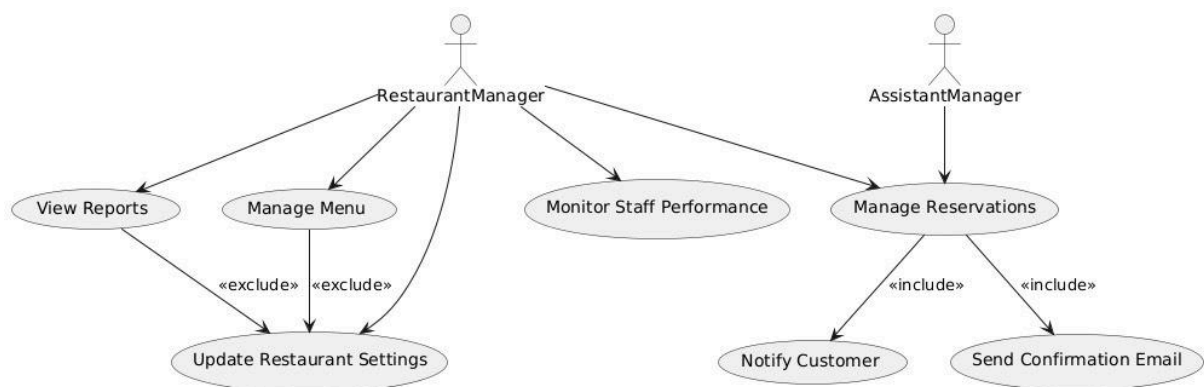 RestaurantManager
AssistantManager
View Reports
Manage Menu
Monitor Staff Performance
Manage Reservations
«exclude»
«exclude»
«include»
«include»
Update Restaurant Settings
Notify Customer
Send Confirmation Email